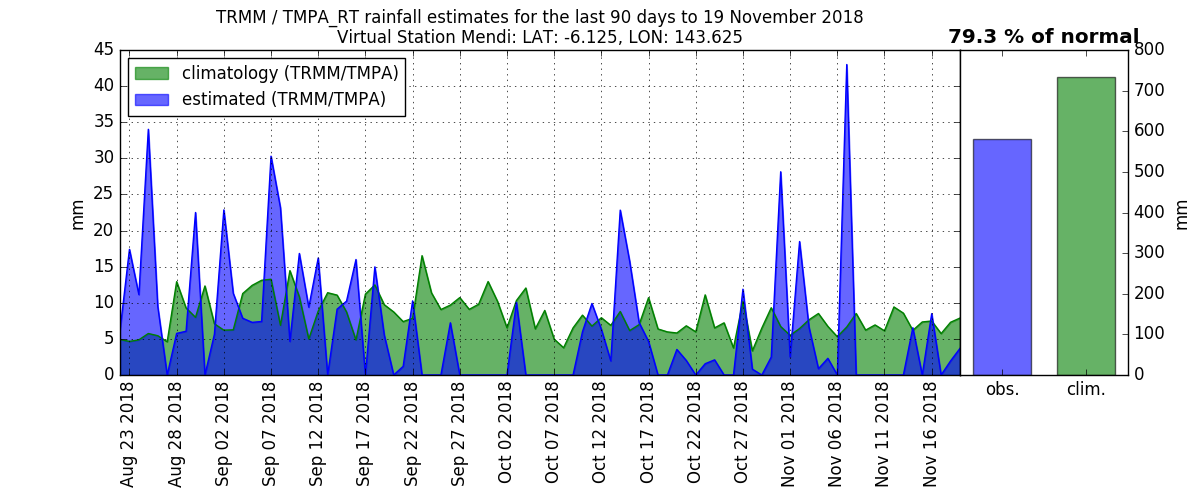 TRMM / TMPA_RT rainfall estimates for the last 90 days to 19 November 2018
Virtual Station Mendi: LAT: -6.125, LON: 143.625
79.3 % of normal
climatology (TRMM/TMPA)
estimated (TRMM/TMPA)
mm
45
40
35
30
25
20
15
10
5
0
Aug 23 2018
Aug 28 2018
Sep 02 2018
Sep 07 2018
Sep 12 2018
Sep 17 2018
Sep 22 2018
Sep 27 2018
Oct 02 2018
Oct 07 2018
Oct 12 2018
Oct 17 2018
Oct 22 2018
Oct 27 2018
Nov 01 2018
Nov 06 2018
Nov 11 2018
Nov 16 2018
obs.
clim.
800
700
600
500
400
300
200
100
0
mm